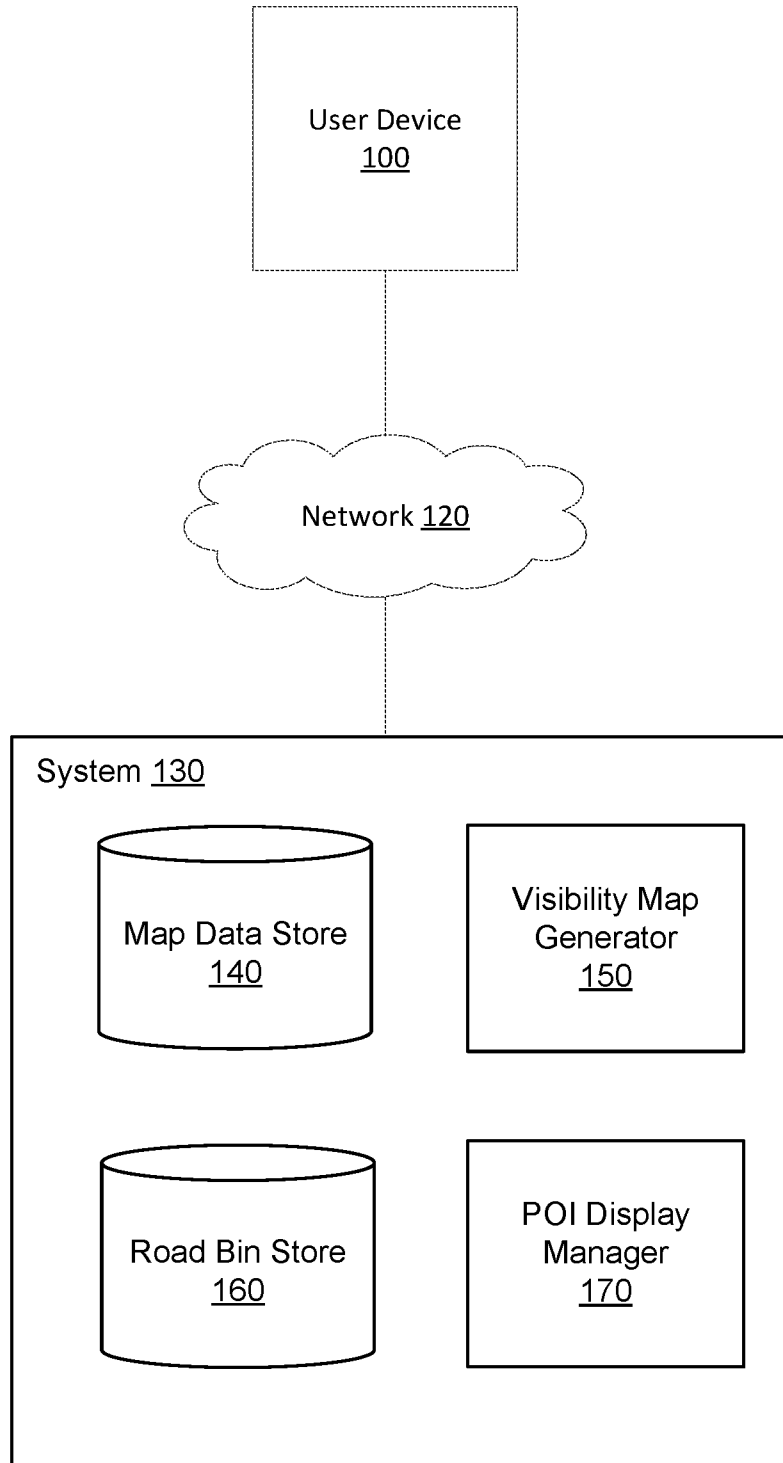 User Device
100
Network 120
System 130
Map Data Store
140
Visibility Map
Generator
150
Road Bin Store
160
POI Display
Manager
170